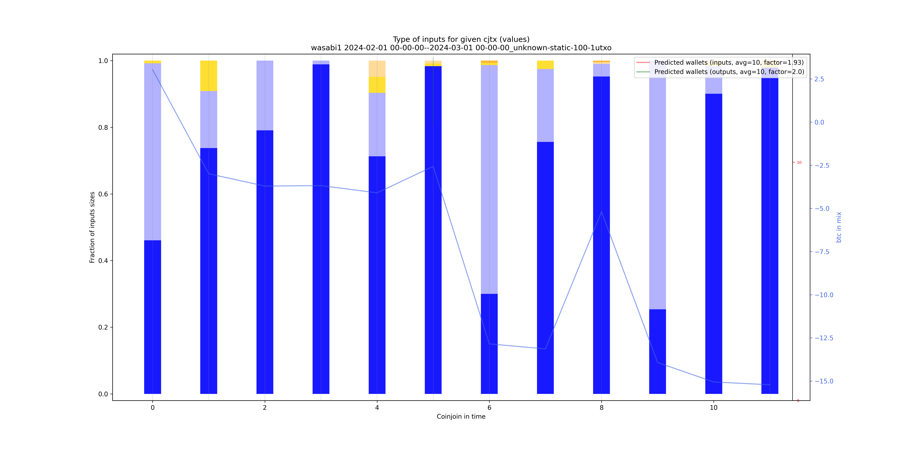 Type of inputs for given cjtx (values)
wasabi1 2024-02-01 00-00-00--2024-03-01 00-00-00_unknown-static-100-1utxo
Predicted wallets (inputs, avg=10, factor=1.93)
Predicted wallets (outputs, avg=10, factor=2.0)
Fraction of inputs sizes
1.0
0.8
0.6
0.4
0.2
0.0
0
2
4
6
8
10
Coinjoin in time
2.5
0.0
−2.5
−5.0
−7.5
−10.0
−12.5
−15.0
btc in mix